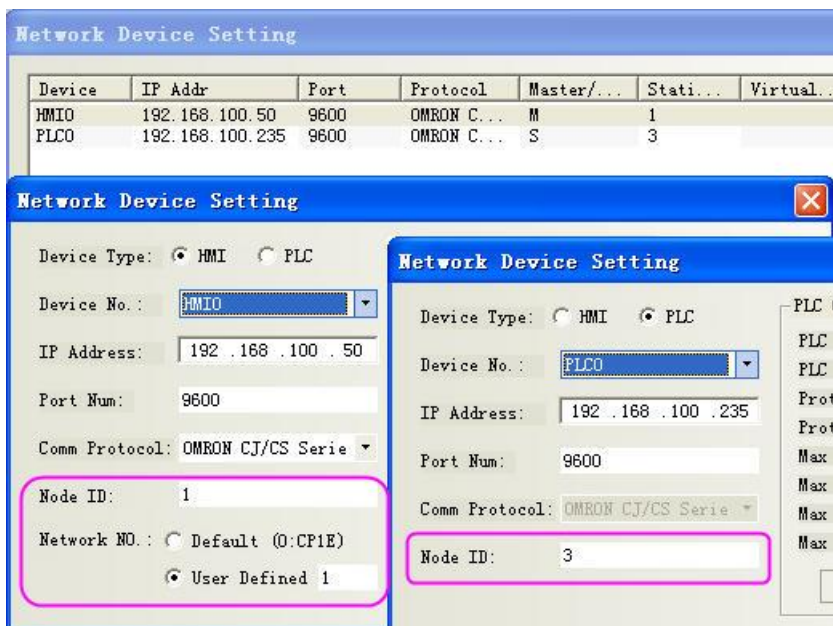 Network Device Setting
Device IP Addr Port Protocol Master/... Stati... Virtual..
HMI0 192.168.100.50 9600 OMRON C... M 1
PLC0 192.168.100.235 9600 OMRON C... S 3
Network Device Setting
Device Type: HMI PLC
Device No.: HMI0
IP Address: 192 .168 .100 . 50
Port Num: 9600
Comm Protocol: OMRON CJ/CS Serie
Node ID: 1
Network NO.: Default (0:CP1E)
User Defined 1
Network Device Setting
Device Type: HMI PLC
Device No.: PLC0
IP Address: 192 .168 .100 .235
Port Num: 9600
Comm Protocol: OMRON CJ/CS Serie
Node ID: 3
PLC
PLC
PLC
Prot
Prot
Max
Max
Max
Max